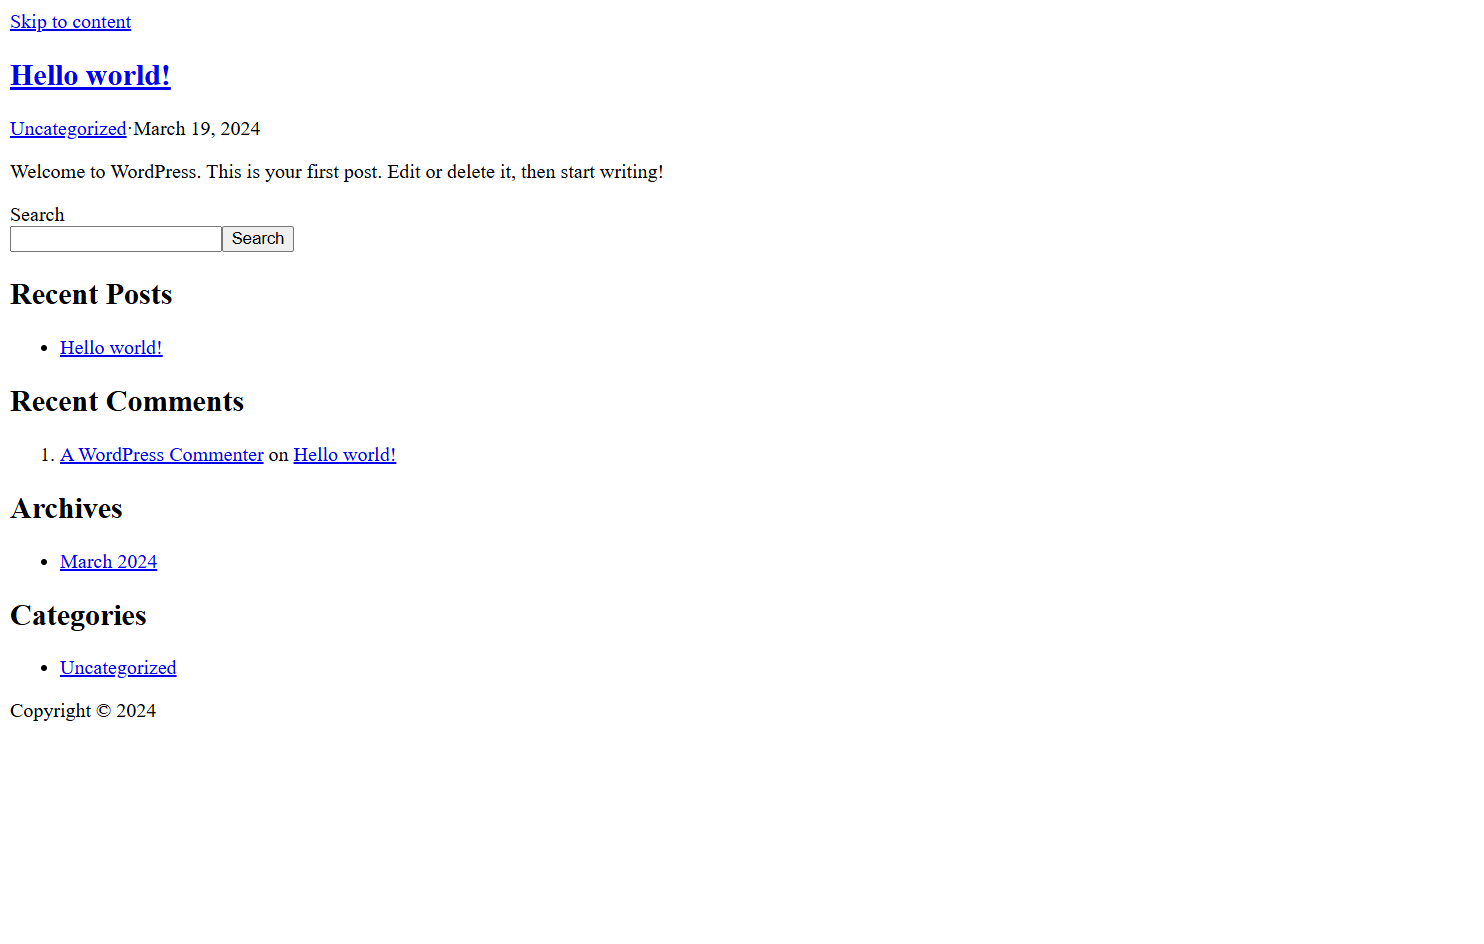 Skip to content
Hello world!
Uncategorized·March 19, 2024
Welcome to WordPress. This is your first post. Edit or delete it, then start writing!
Search
Search
Recent Posts
Hello world!
Recent Comments
1. A WordPress Commenter on Hello world!
Archives
March 2024
Categories
Uncategorized
Copyright © 2024